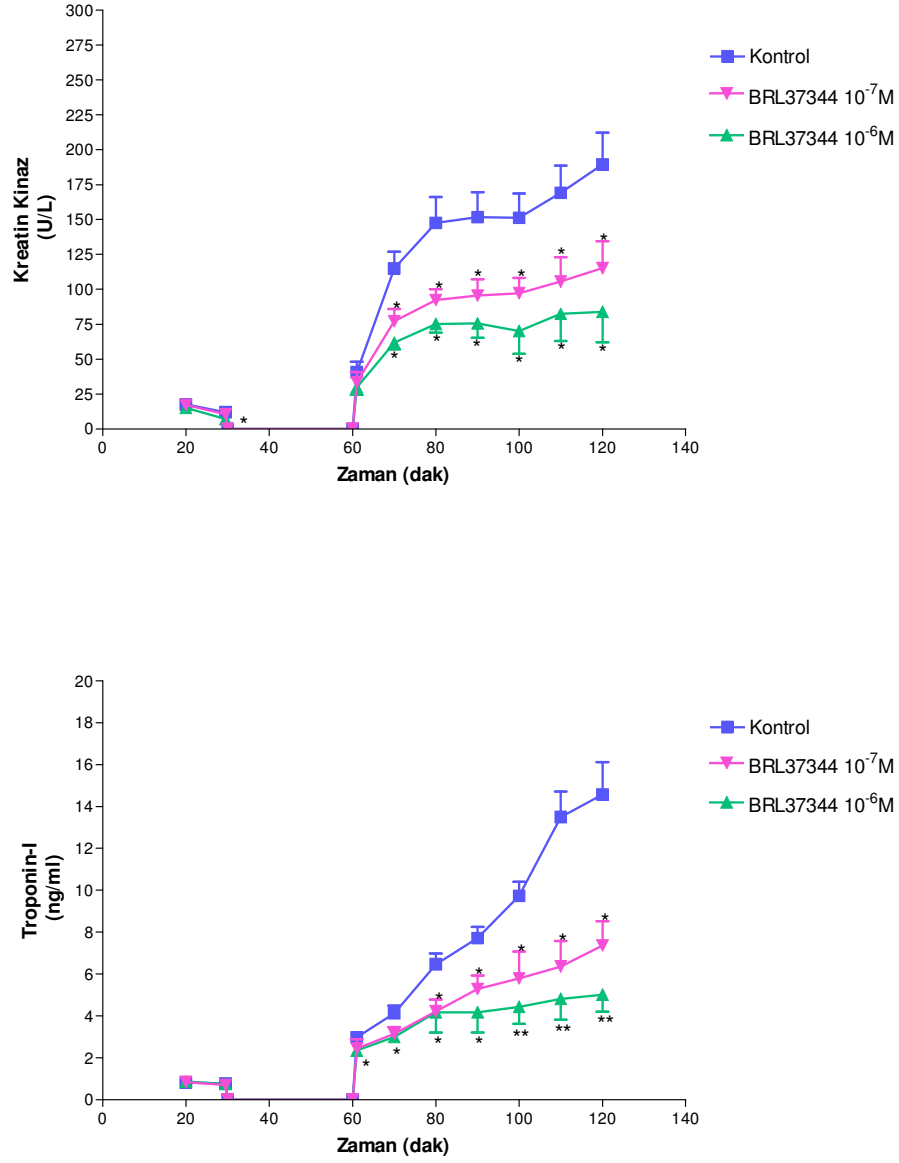 300
275
250
225
200
175
150
125
100
75
50
25
0
Kreatin Kinaz
(U/L)
0 20 40 60 80 100 120 140
Zaman (dak)
Kontrol
BRL37344 10⁻⁷M
BRL37344 10⁻⁶M
* * * * * *
* * * * * *
*
20
18
16
14
12
10
8
6
4
2
0
Troponin-I
(ng/ml)
0 20 40 60 80 100 120 140
Zaman (dak)
Kontrol
BRL37344 10⁻⁷M
BRL37344 10⁻⁶M
* * * * *
* * * * ** ** **